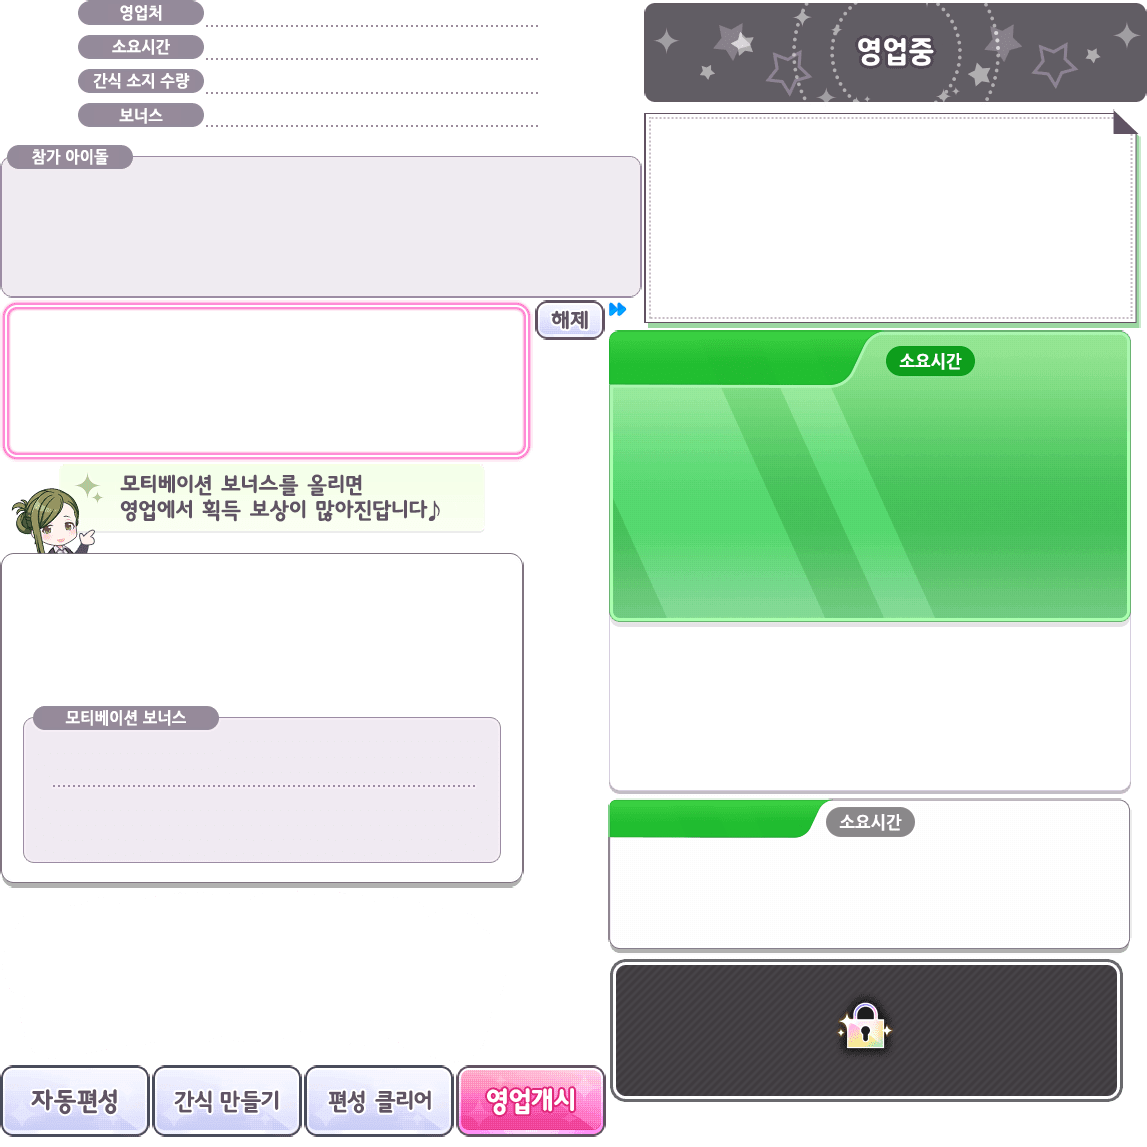 영업처
소요시간
간식 소지 수량
보너스
참가 아이돌
영업중
해제
소요시간
모티베이션 보너스를 올리면
영업에서 획득 보상이 많아진답니다♪
모티베이션 보너스
소요시간
자동편성
간식 만들기
편성 클리어
영업개시